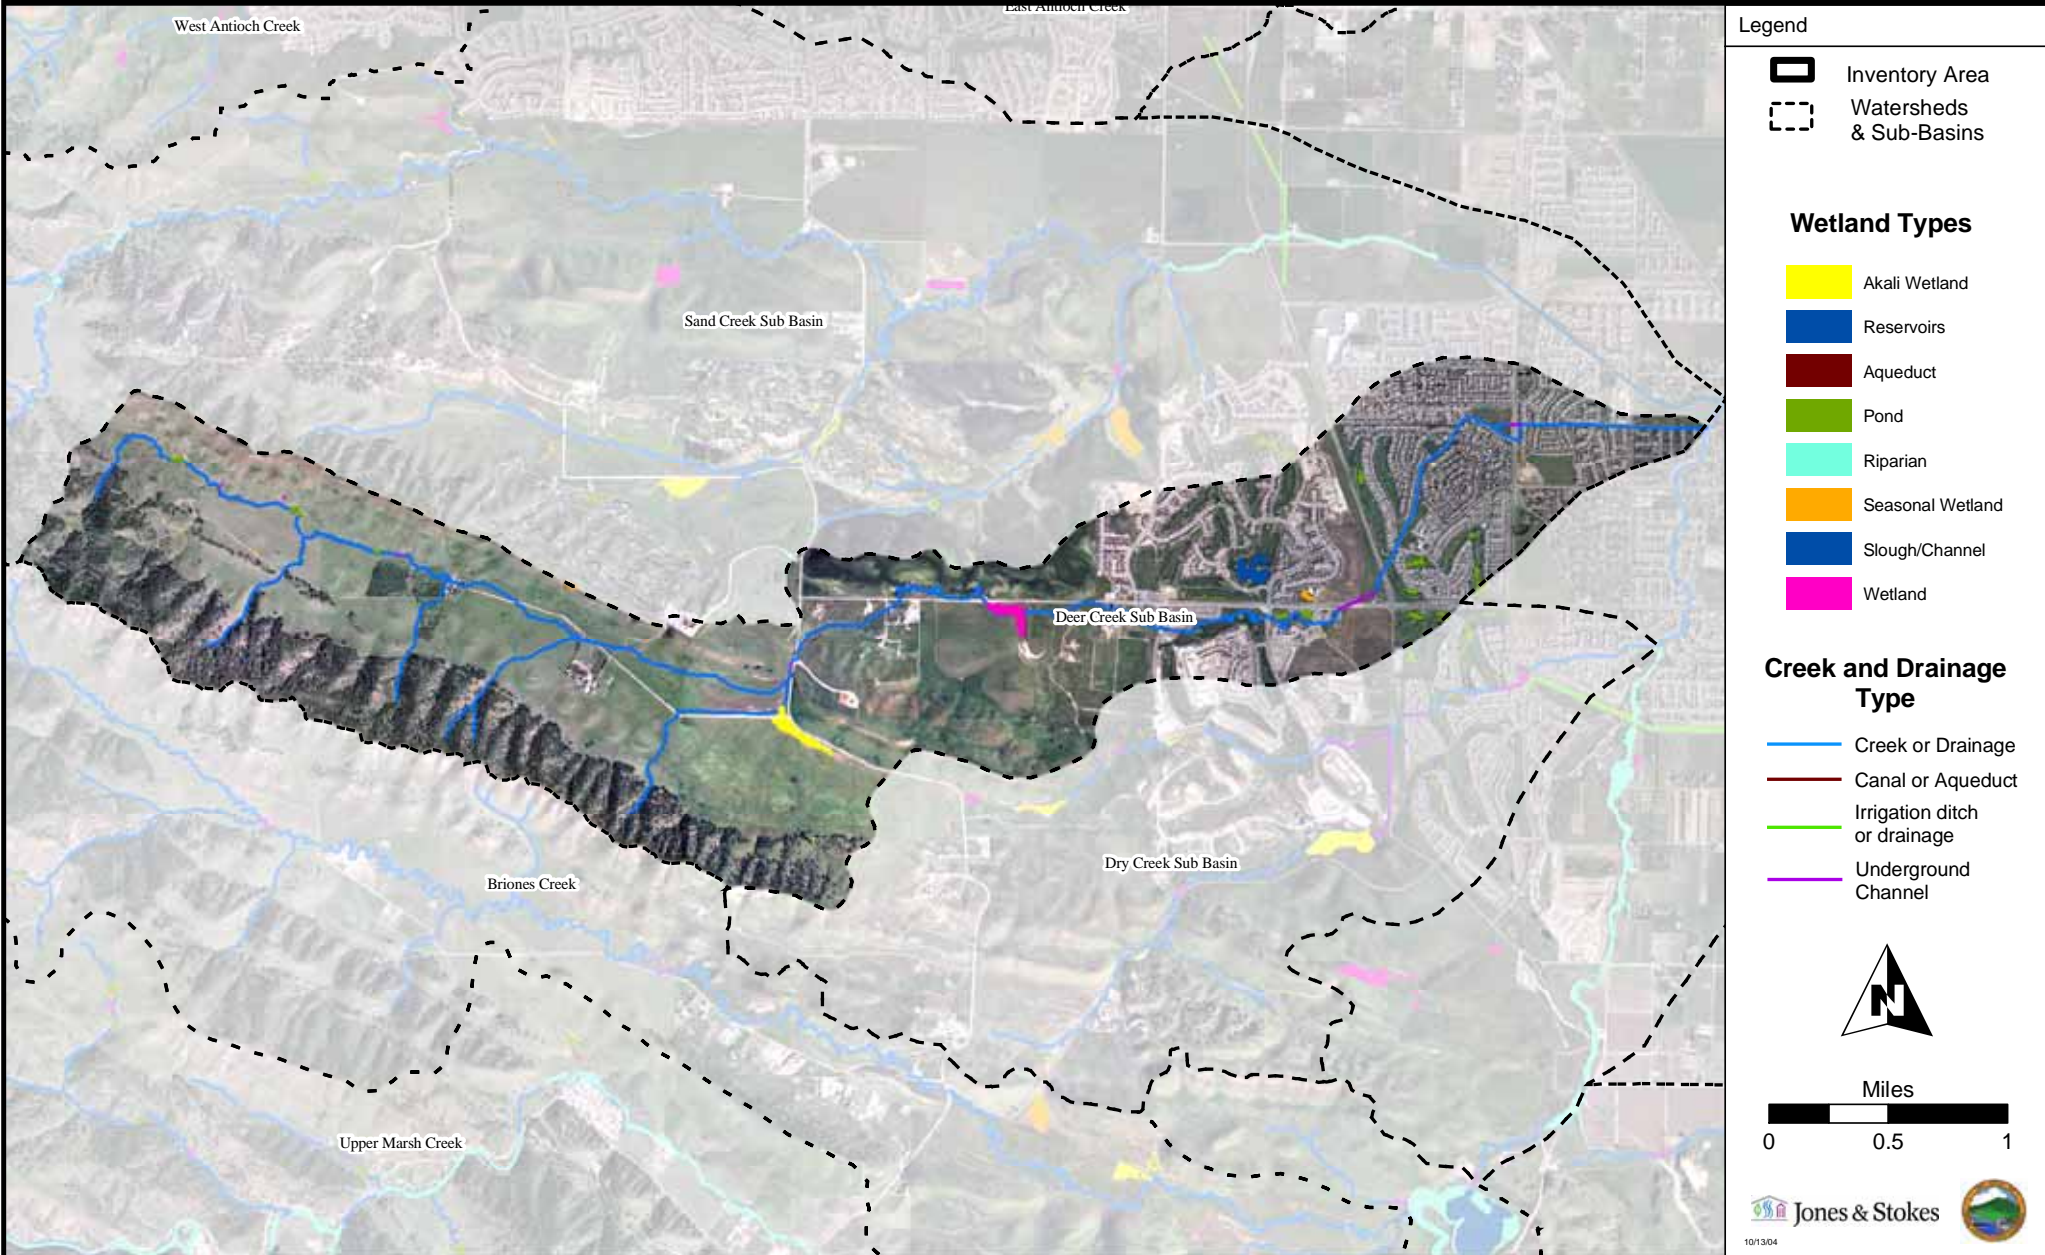 West Antioch Creek
East Antioch Creek
Sand Creek Sub Basin
Deer Creek Sub Basin
Dry Creek Sub Basin
Briones Creek
Upper Marsh Creek
Legend
Inventory Area
Watersheds
& Sub-Basins
Wetland Types
Akali Wetland
Reservoirs
Aqueduct
Pond
Riparian
Seasonal Wetland
Slough/Channel
Wetland
Creek and Drainage
Type
Creek or Drainage
Canal or Aqueduct
Irrigation ditch
or drainage
Underground
Channel
N
Miles
0 0.5 1
Jones & Stokes
10/13/04